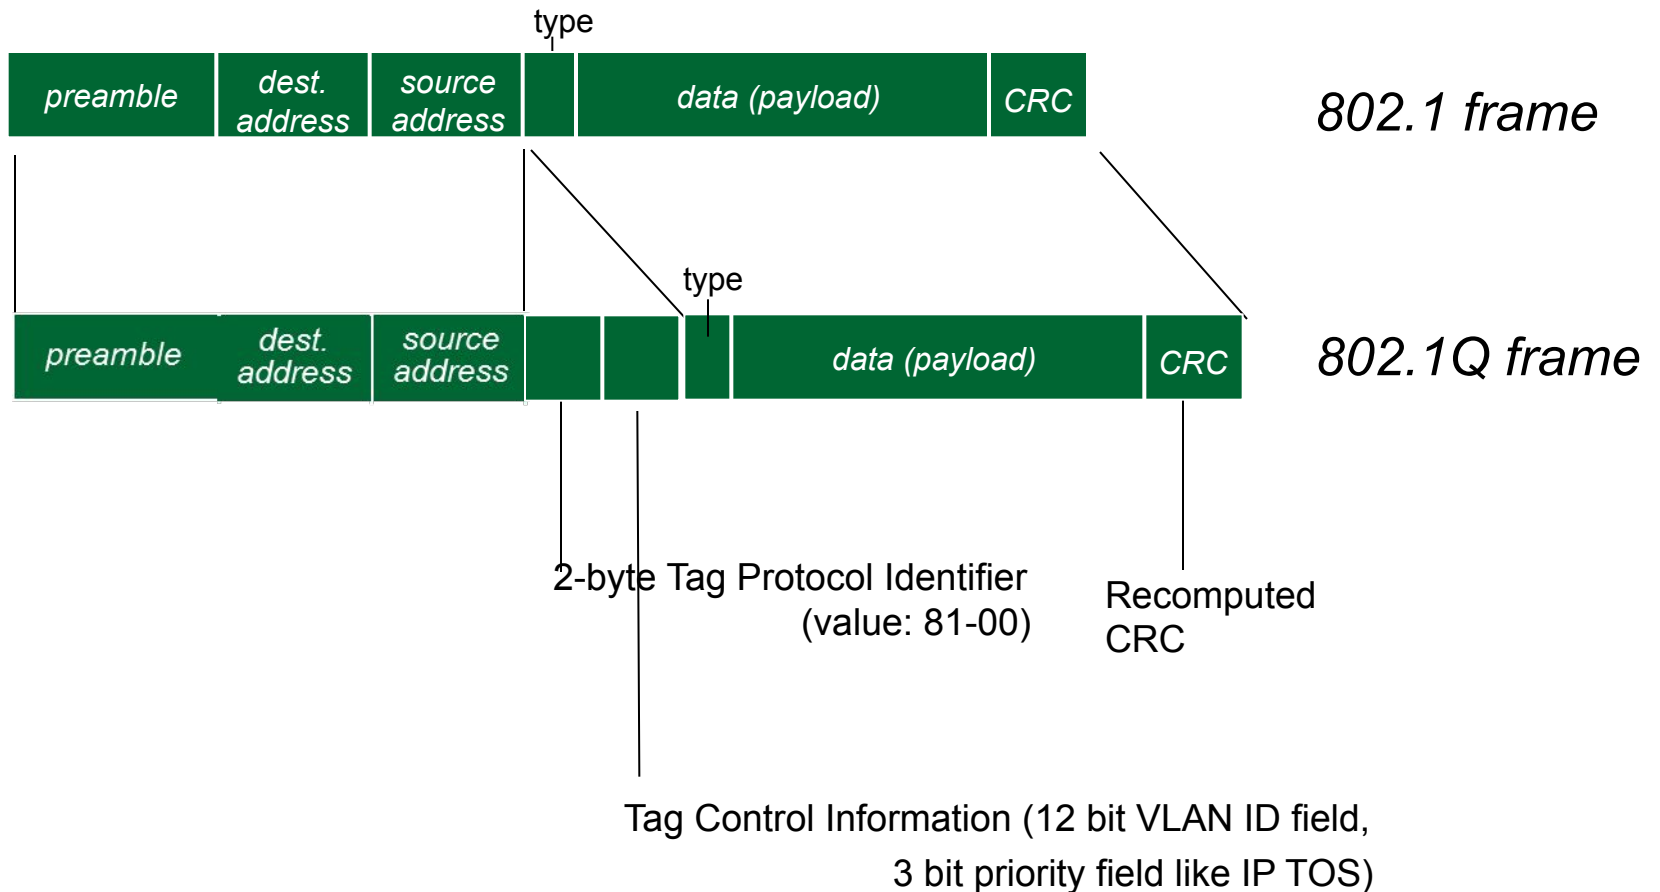 type
preamble
dest.
address
source
address
data (payload)
CRC
802.1 frame
type
preamble
dest.
address
source
address
data (payload)
CRC
802.1Q frame
2-byte Tag Protocol Identifier
(value: 81-00)
Recomputed
CRC
Tag Control Information (12 bit VLAN ID field,
3 bit priority field like IP TOS)